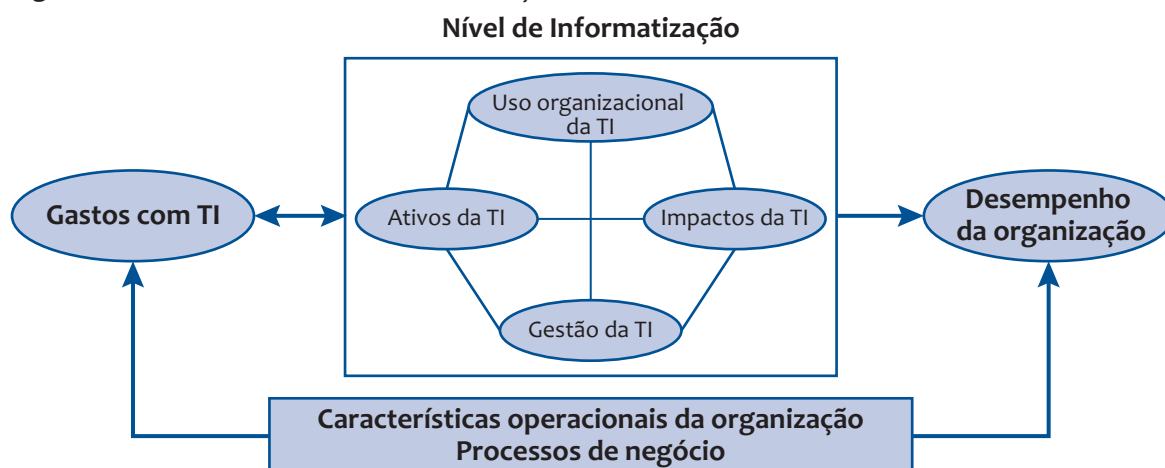 Nível de Informatização
Uso organizacional
da TI
Gastos com TI
Ativos da TI
Impactos da TI
Desempenho
da organização
Gestão da TI
Características operacionais da organização
Processos de negócio